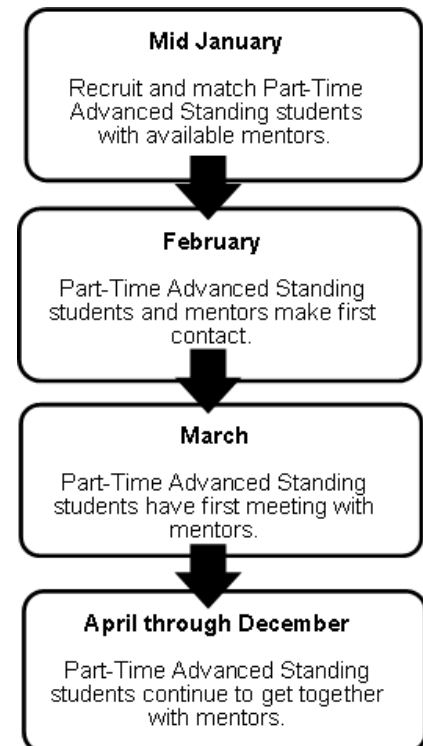 Mid January
Recruit and match Part-Time
Advanced Standing students
with available mentors.
February
Part-Time Advanced Standing
students and mentors make first
contact.
March
Part-Time Advanced Standing
students have first meeting with
mentors.
April through December
Part-Time Advanced Standing
students continue to get together
with mentors.